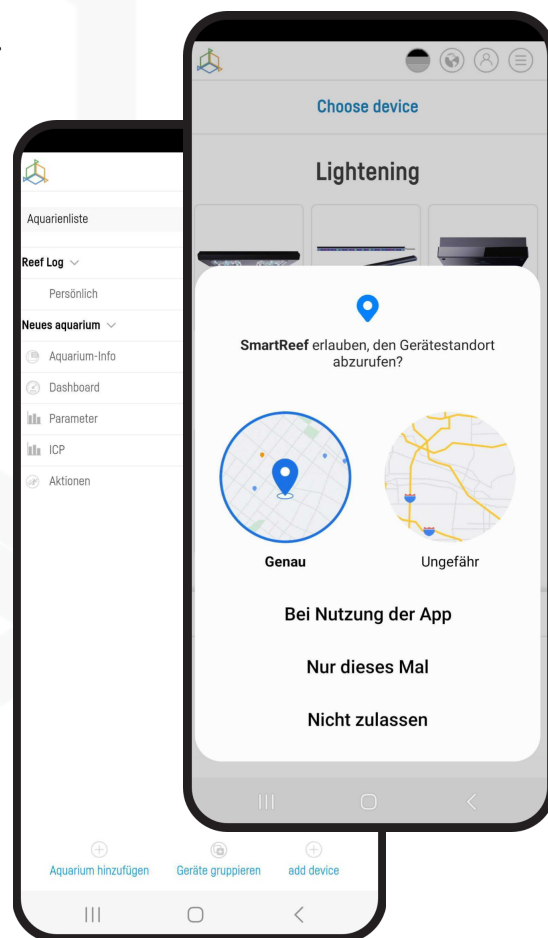 Aquarienliste
Reef Log
Persönlich
Neues aquarium
Aquarium-Info
Dashboard
Parameter
ICP
Aktionen
Aquarium hinzufügen
Geräte gruppieren
add device
Choose device
Lightening
SmartReef erlauben, den Gerätestandort
abzurufen?
Genau
Ungefähr
Bei Nutzung der App
Nur dieses Mal
Nicht zulassen